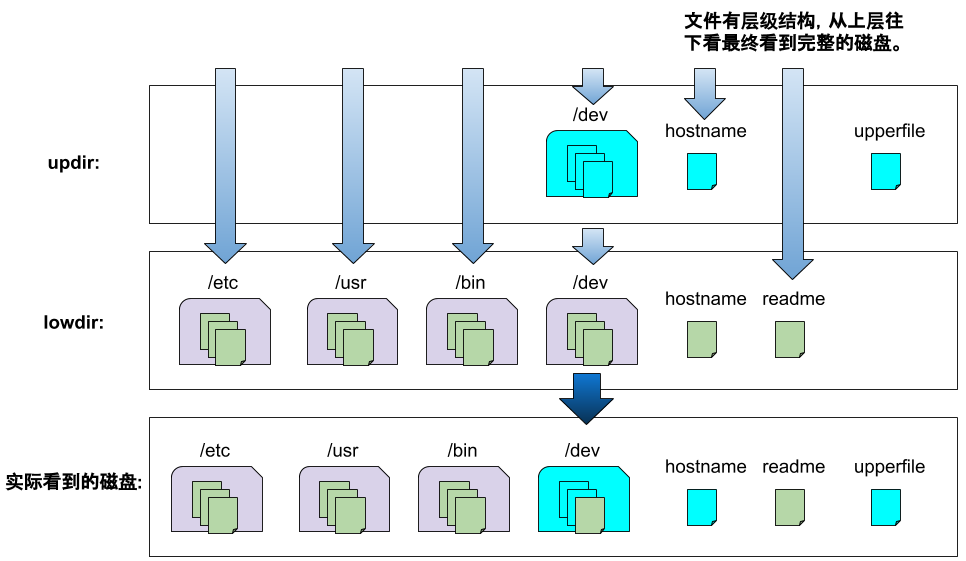 文件有层级结构，从上层往
下看最终看到完整的磁盘。
/dev
hostname
upperfile
updir:
/etc
/usr
/bin
/dev
hostname
readme
lowdir:
/etc
/usr
/bin
/dev
hostname
readme
upperfile
实际看到的磁盘: